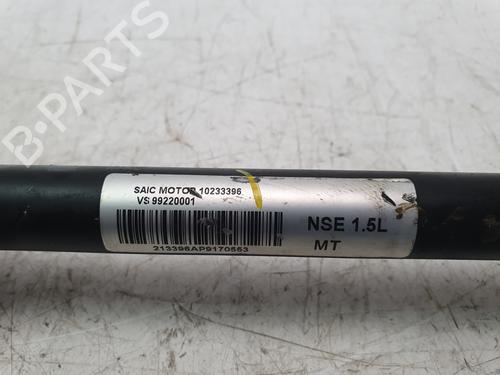 B-Parts
SAIC MOTOR 10233396
VS 99220001
213396AP9170553
NSE 1.5L
MT